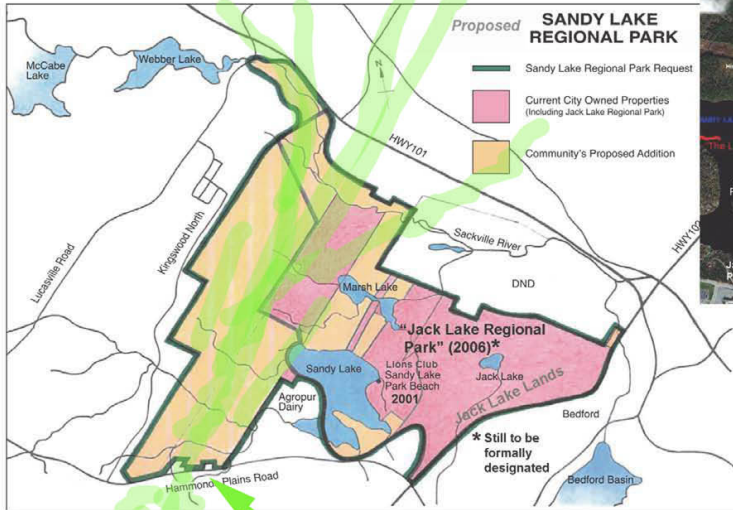 Proposed
SANDY LAKE
REGIONAL PARK
Sandy Lake Regional Park Request
Current City Owned Properties
(Including Jack Lake Regional Park)
Community's Proposed Addition
McCabe
Lake
Webber Lake
N
HWY101
HWY102
Sackville River
DND
Lucasville Road
Kingswood North
Marsh Lake
"Jack Lake Regional
Park" (2006)*
Lions Club
Sandy Lake
Park Beach
2001
Sandy Lake
Jack Lake
Jack Lake Lands
Agropur
Dairy
Bedford
* Still to be
formally
designated
Hammond Plains Road
Bedford Basin
The L